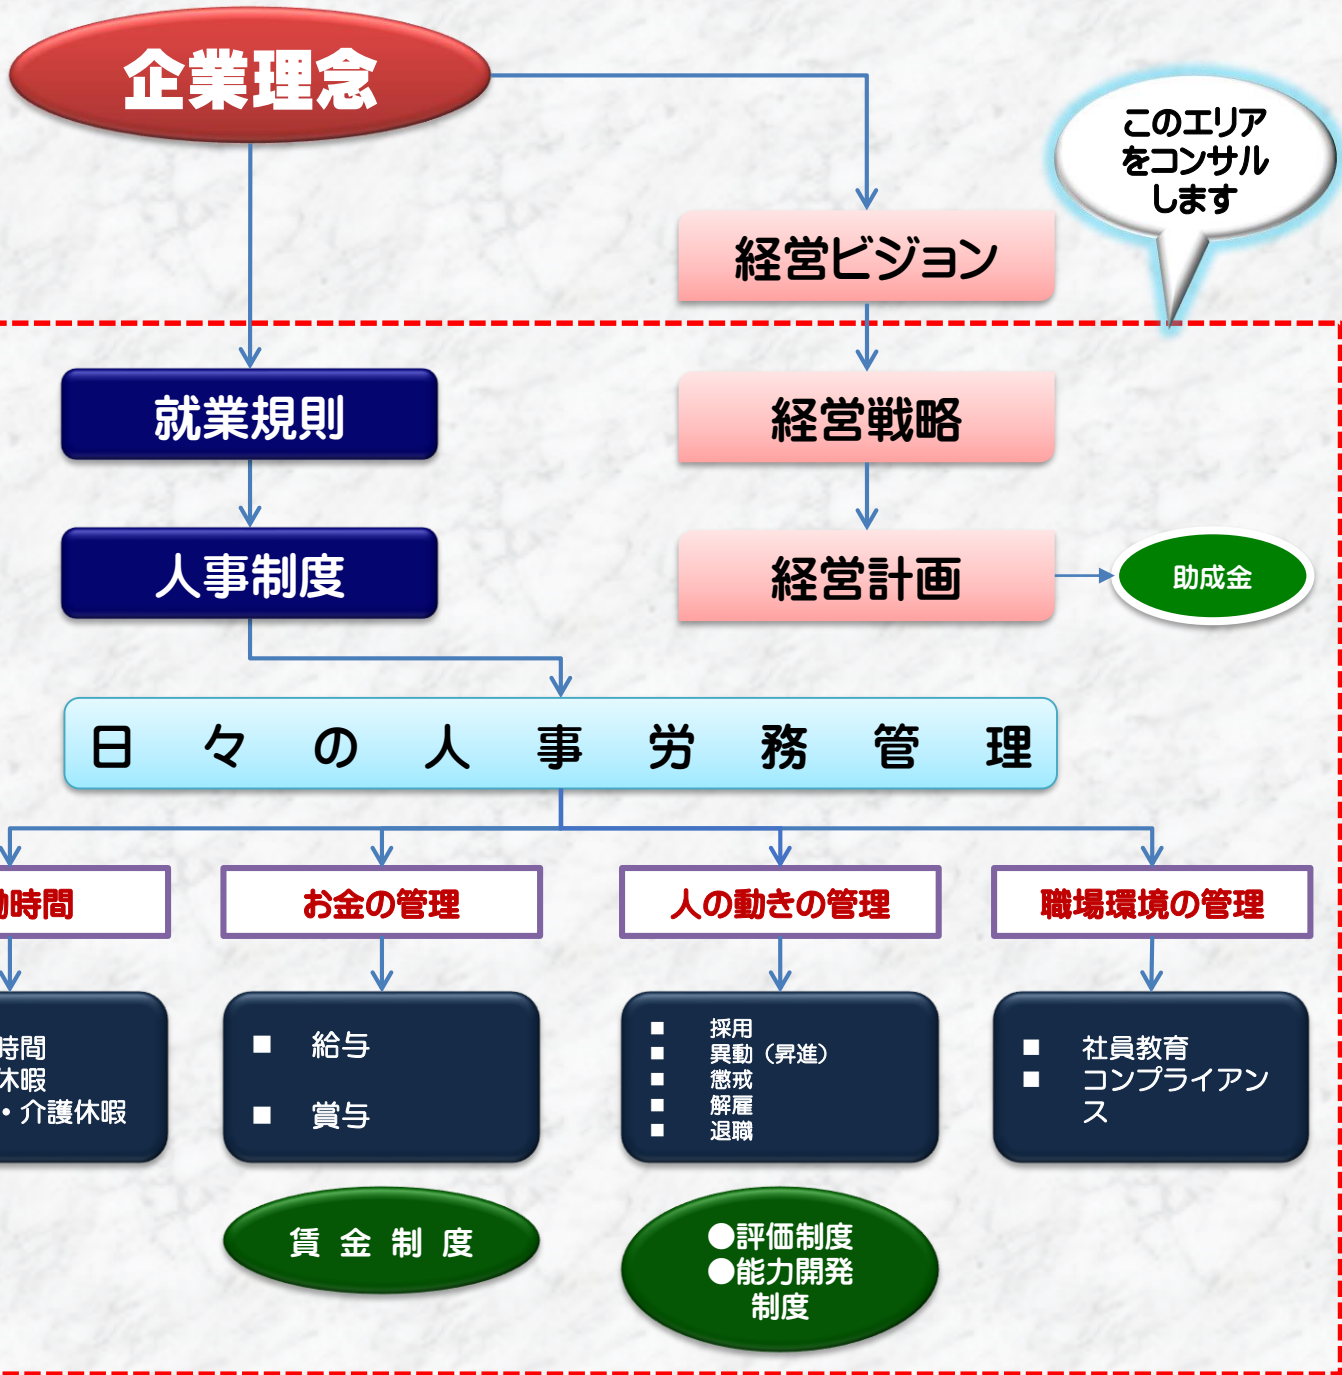 企業理念
このエリア
をコンサル
します
経営ビジョン
就業規則
経営戦略
人事制度
経営計画
助成金
日々の人事労務管理
時間
お金の管理
人の動きの管理
職場環境の管理
時間
休暇
・介護休暇
■ 給与
■ 賞与
■ 採用
■ 異動（昇進）
■ 懲戒
■ 解雇
■ 退職
■ 社員教育
■ コンプライアン
ス
賃金制度
●評価制度
●能力開発
制度